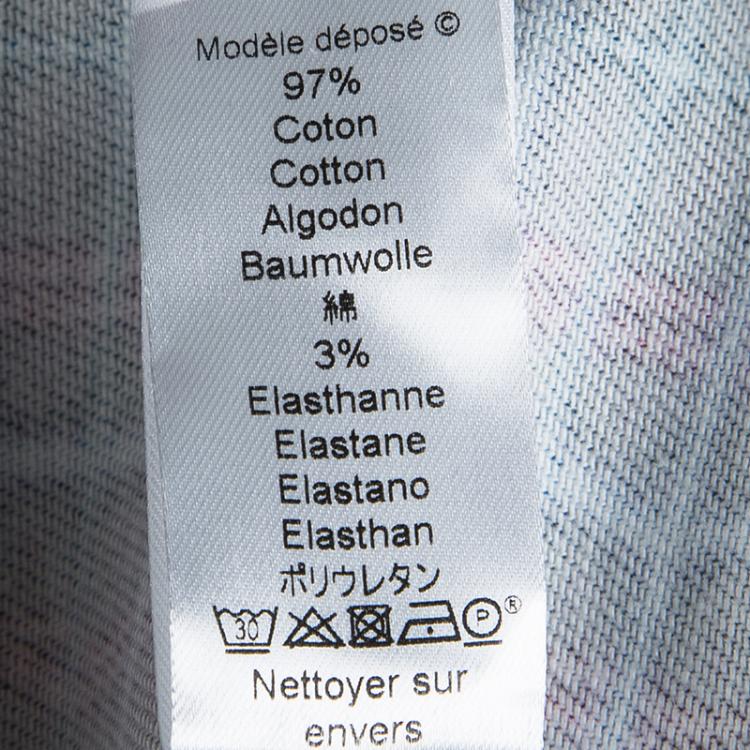 Modèle déposé ©
97%
Coton
Cotton
Algodon
Baumwolle
綿
3%
Elasthanne
Elastane
Elastano
Elasthan
ポリウレタン
30 P ®
Nettoyer sur
envers